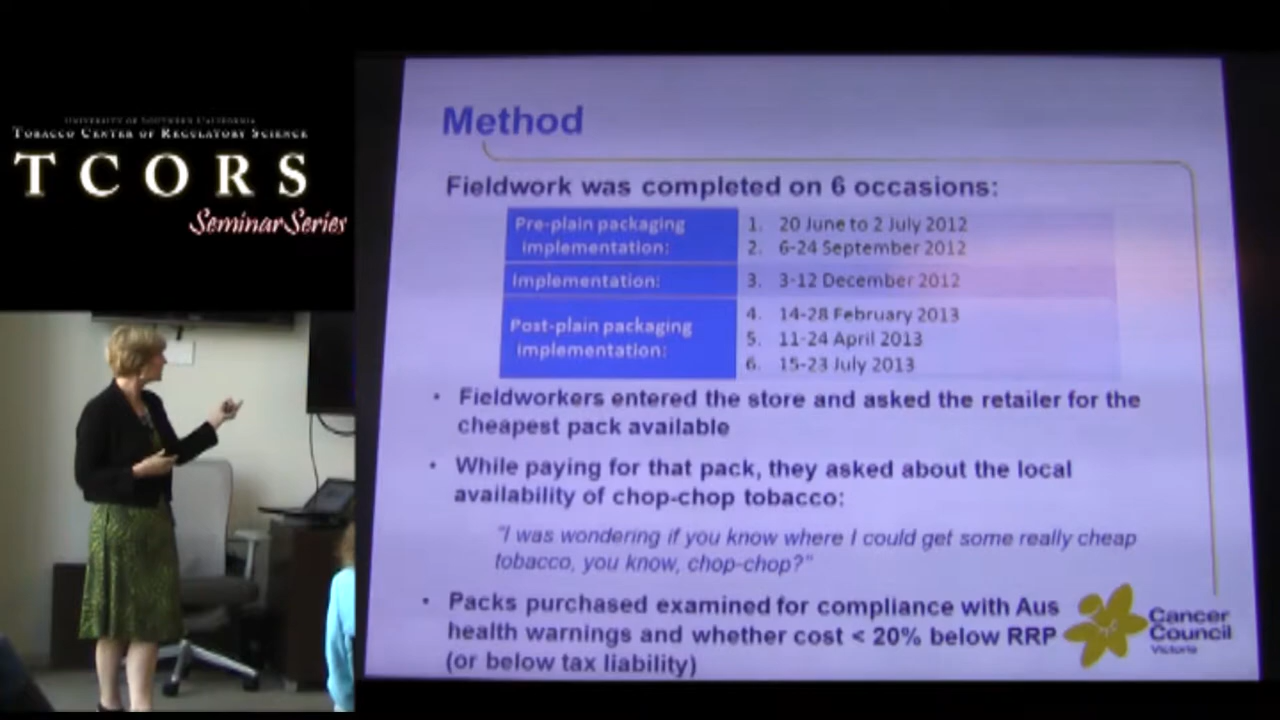 UNIVERSITY OF SOUTHERN CALIFORNIA
TOBACCO CENTER OF REGULATORY SCIENCE
TCORS
Seminar Series
Method
Fieldwork was completed on 6 occasions:
Pre-plain packaging
implementation:
1. 20 June to 2 July 2012
2. 6-24 September 2012
Implementation:
3. 3-12 December 2012
Post-plain packaging
implementation:
4. 14-28 February 2013
5. 11-24 April 2013
6. 15-23 July 2013
• Fieldworkers entered the store and asked the retailer for the
cheapest pack available
• While paying for that pack, they asked about the local
availability of chop-chop tobacco:
"I was wondering if you know where I could get some really cheap
tobacco, you know, chop-chop?"
• Packs purchased examined for compliance with Aus
health warnings and whether cost < 20% below RRP
(or below tax liability)
Cancer
Council
Victoria